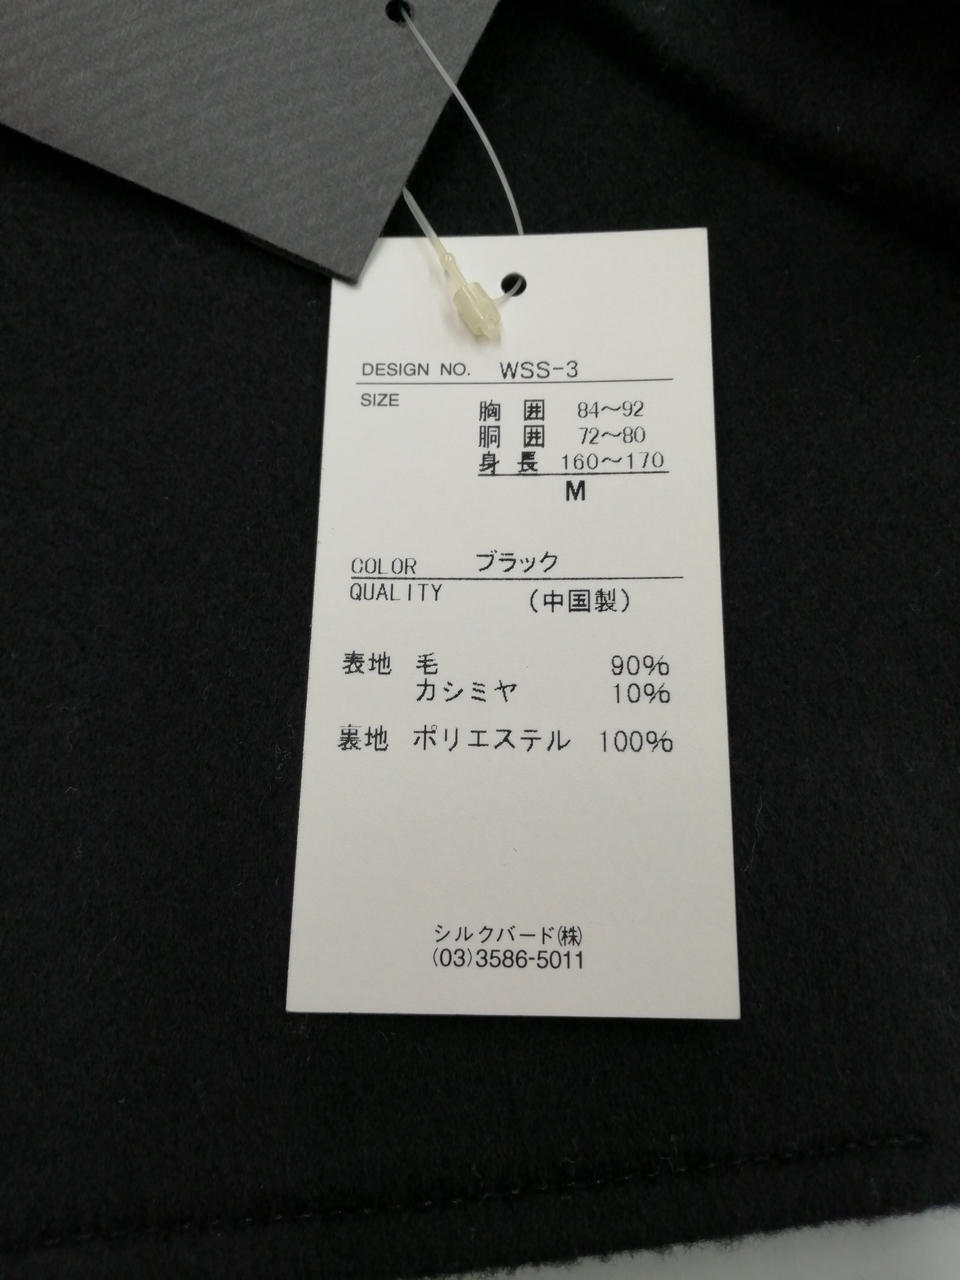 DESIGN NO. WSS-3
SIZE
胸囲 84～92
胴囲 72～80
身長 160～170
M
COLOR ブラック
QUALITY (中国製)
表地 毛 90%
カシミヤ 10%
裏地 ポリエステル 100%
シルクバード㈱
(03)3586-5011